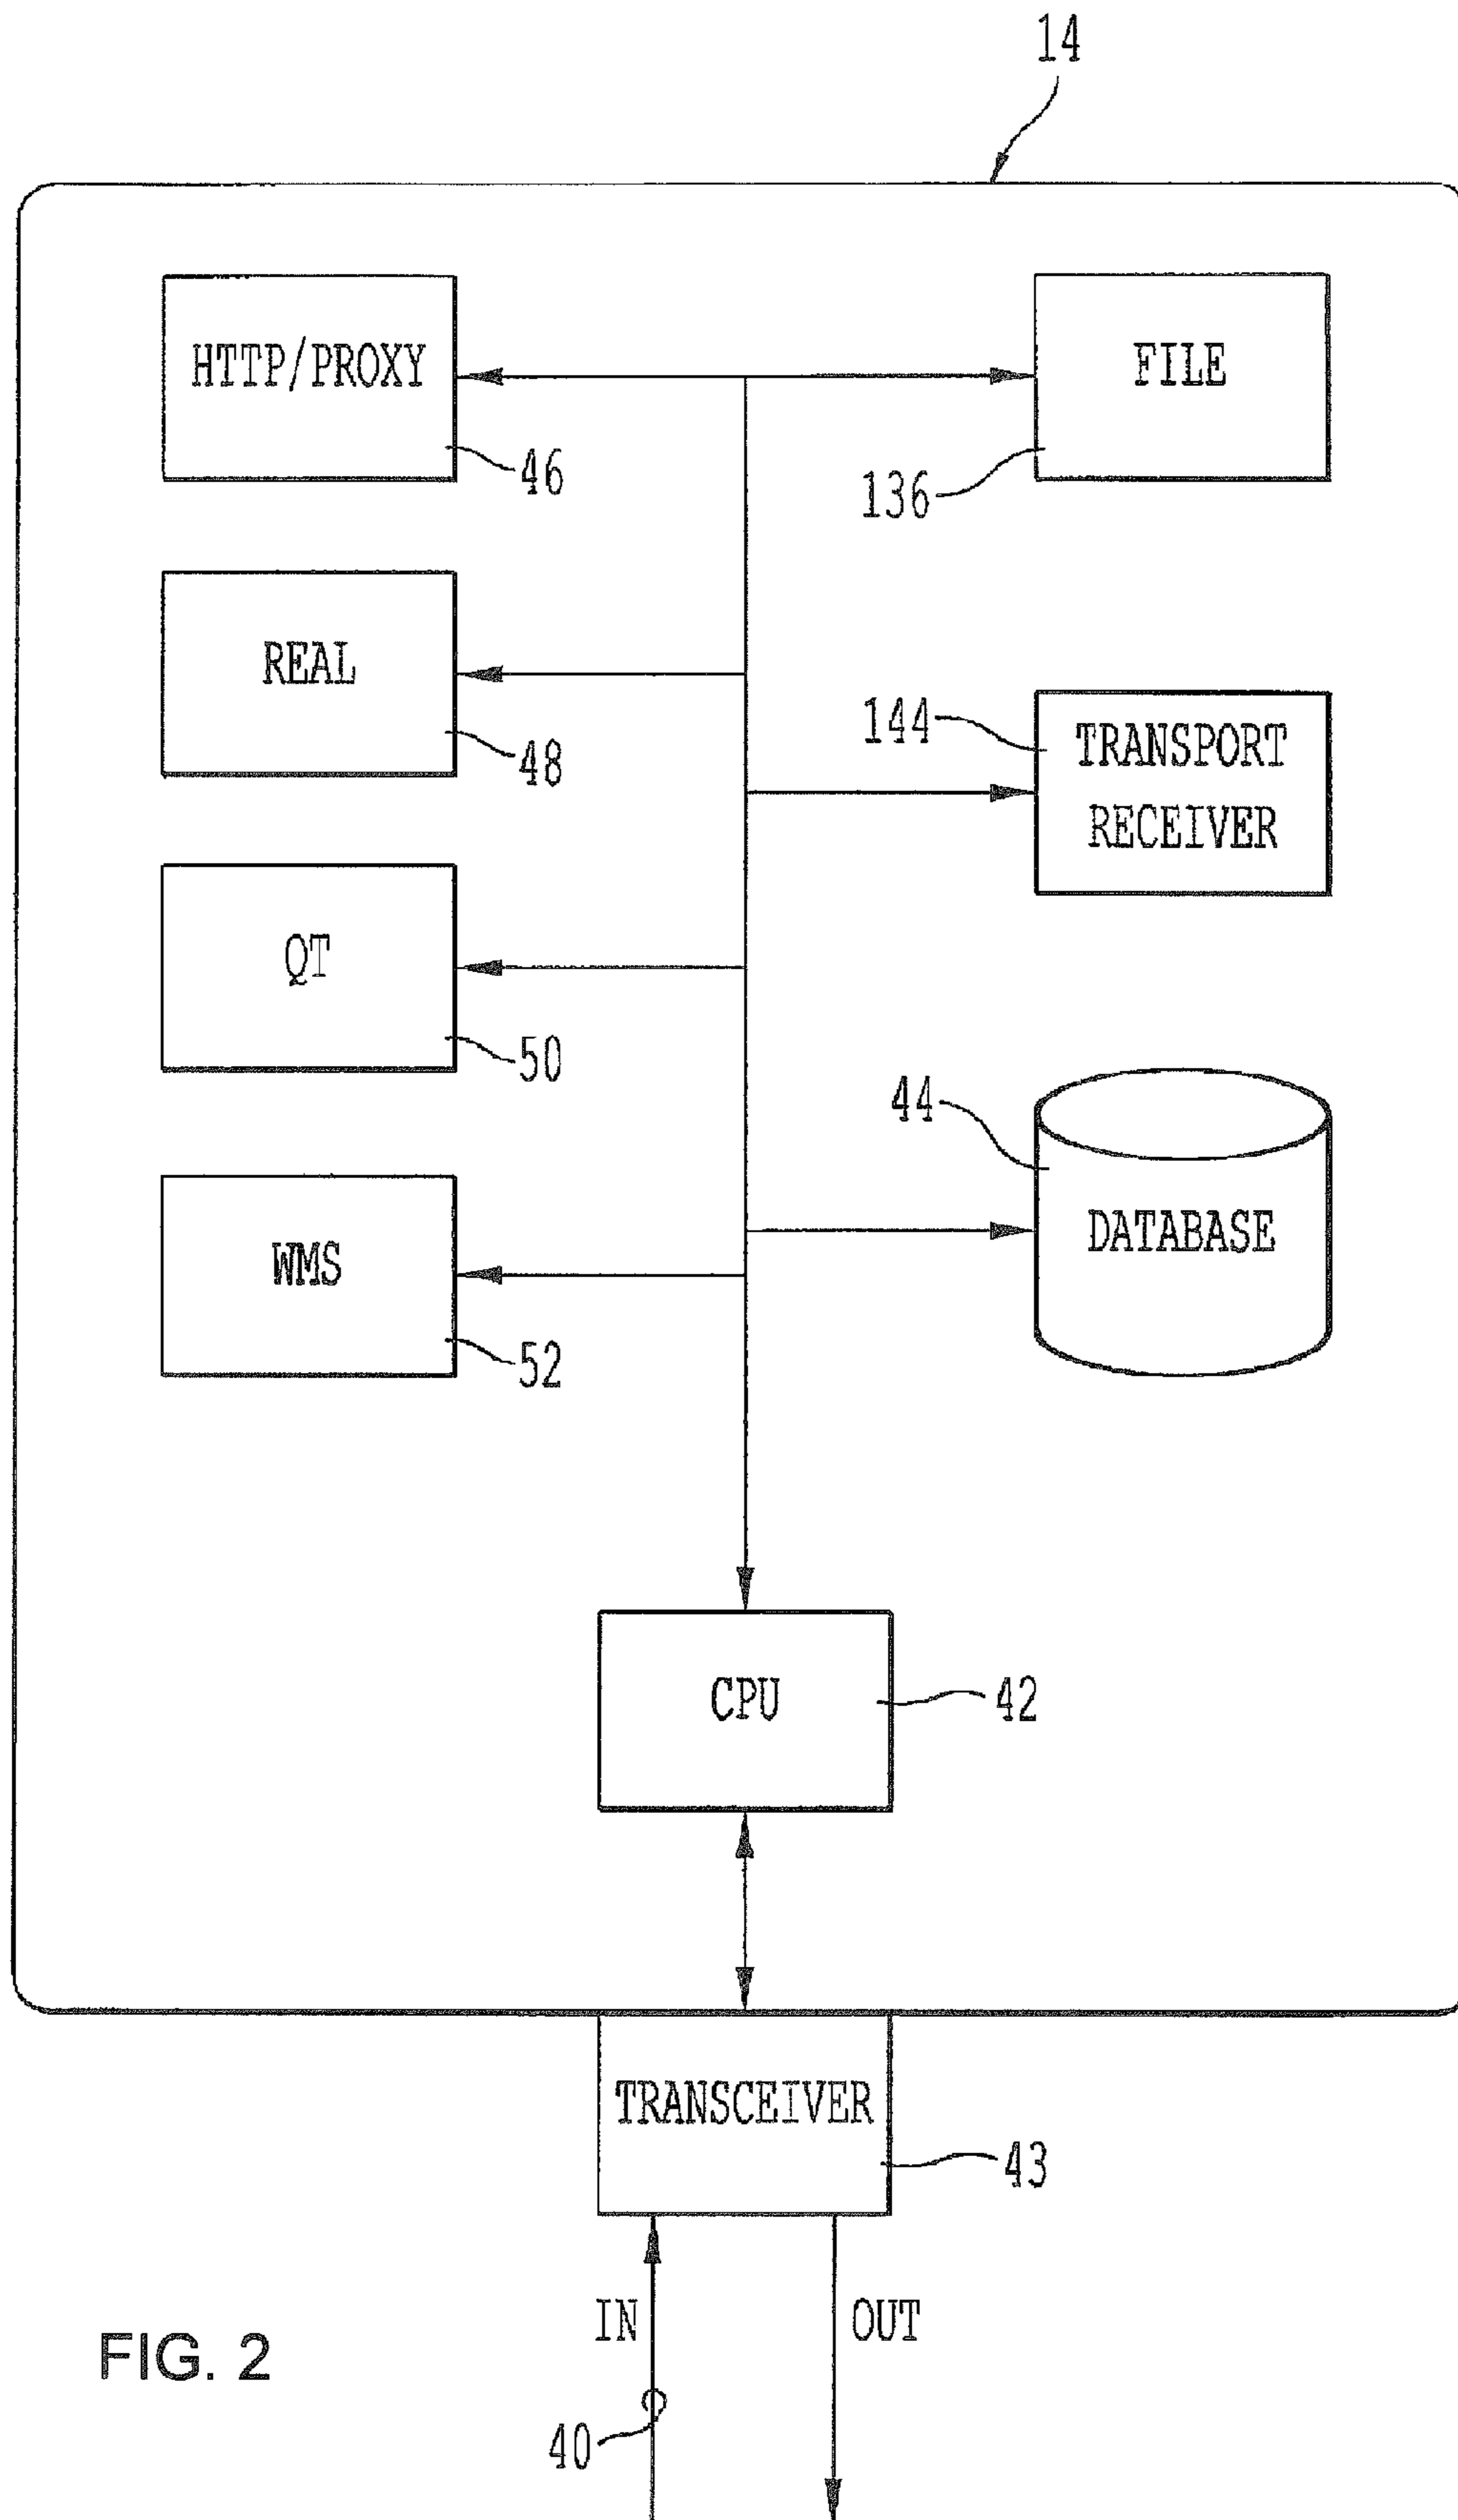 14
HTTP/PROXY
FILE
46
136
REAL
48
144
TRANSPORT
RECEIVER
QT
50
44
DATABASE
WMS
52
CPU
42
TRANSCEIVER
43
IN
OUT
FIG. 2
40